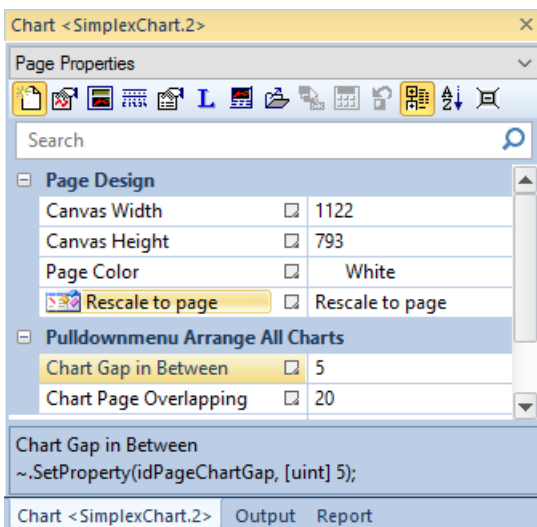 Chart <SimplexChart.2>
Page Properties
L
Search
Page Design
Canvas Width 1122
Canvas Height 793
Page Color White
Rescale to page Rescale to page
Pulldownmenu Arrange All Charts
Chart Gap in Between 5
Chart Page Overlapping 20
Chart Gap in Between
~.SetProperty(idPageChartGap, [uint] 5);
Chart <SimplexChart.2> Output Report